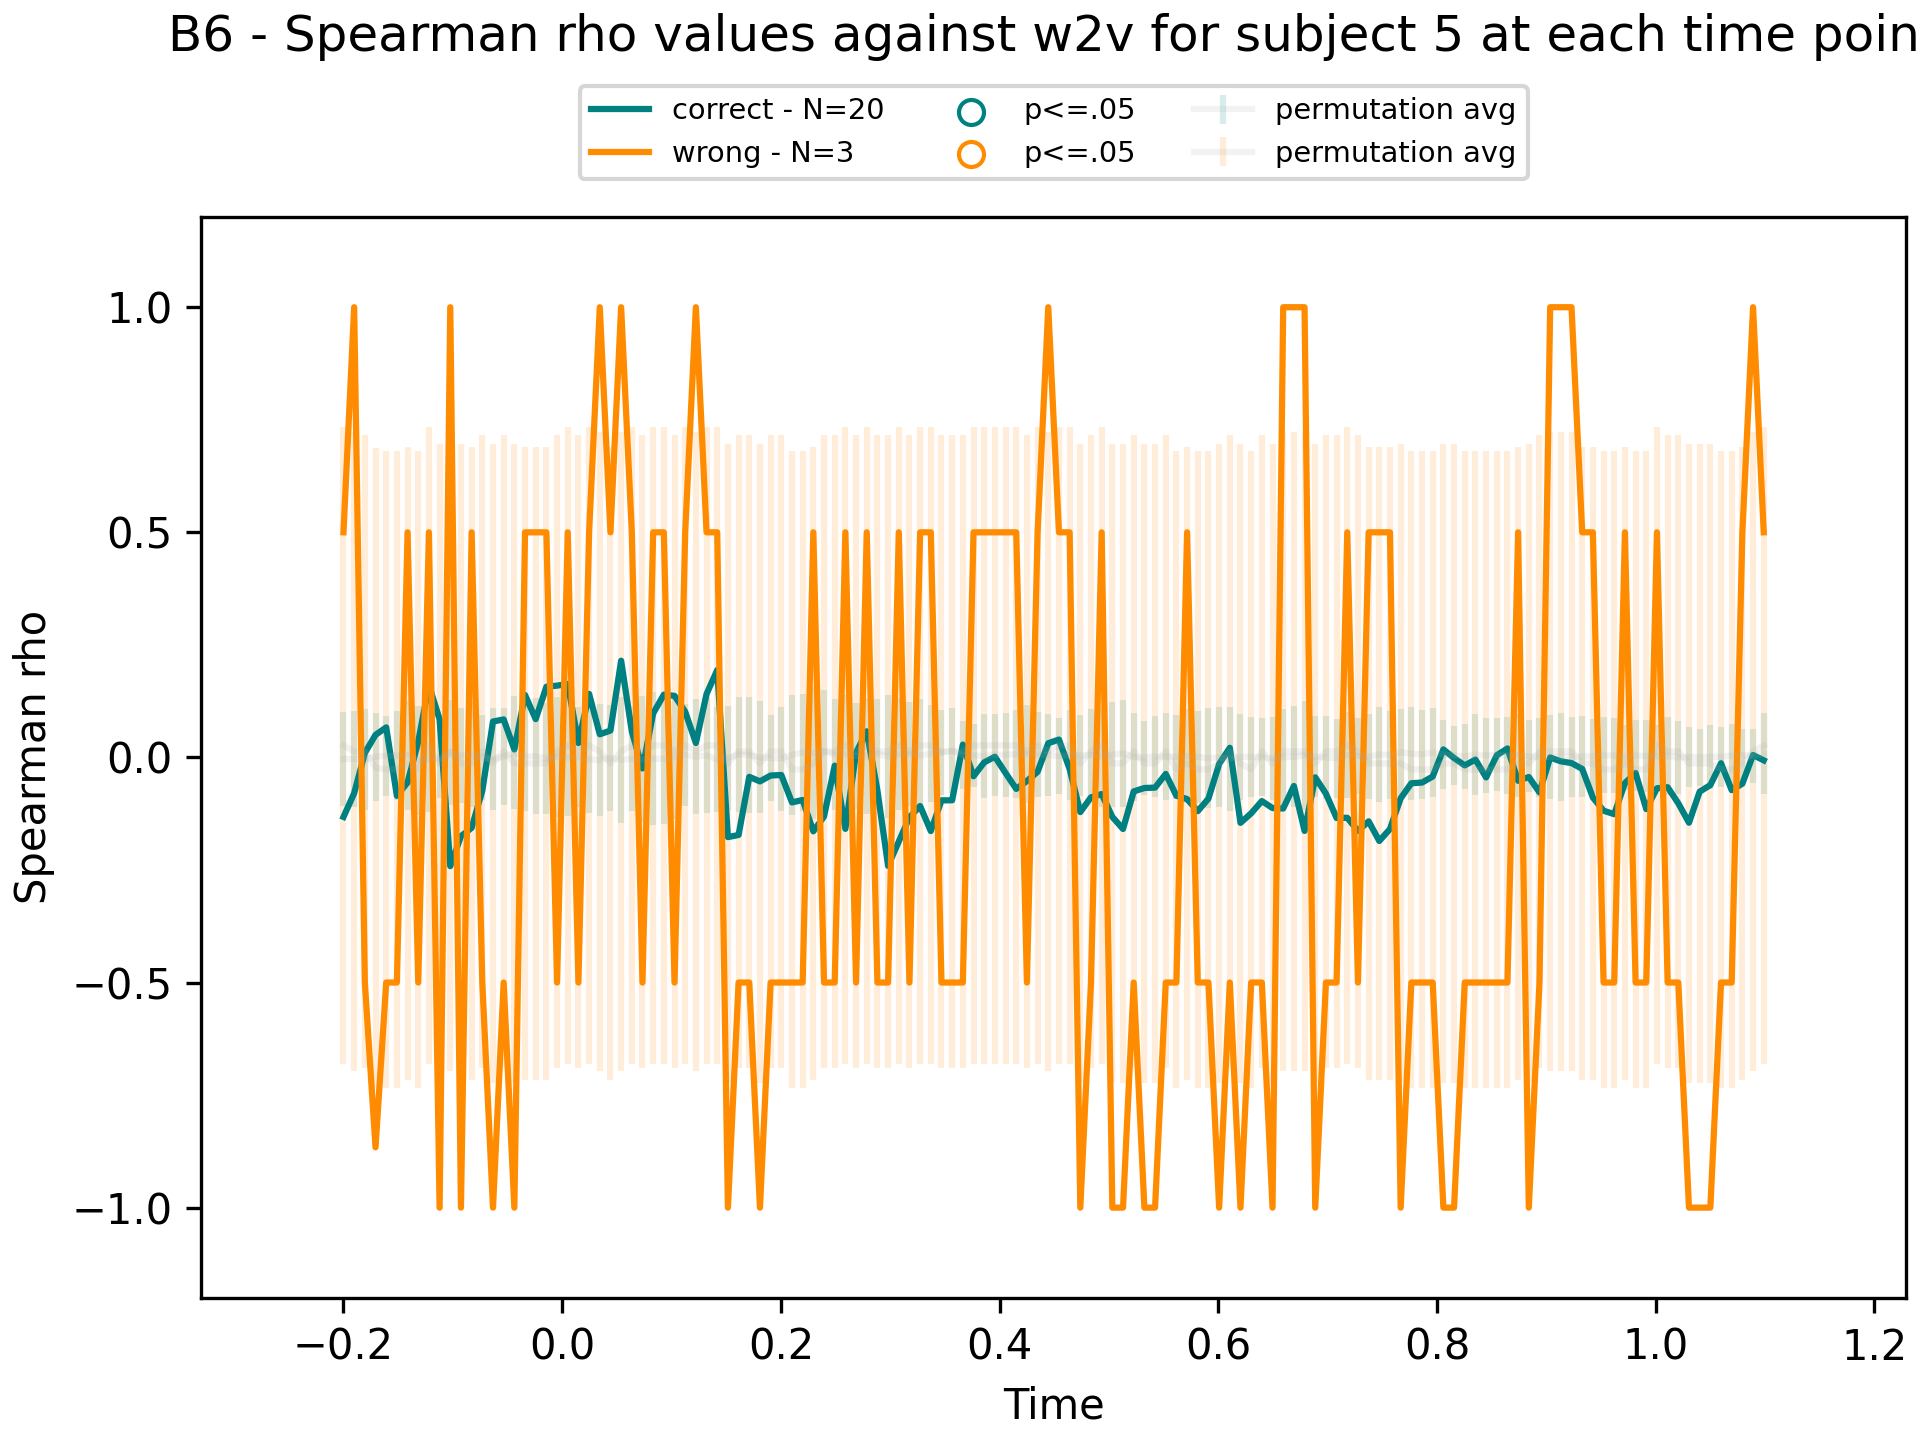 B6 - Spearman rho values against w2v for subject 5 at each time poin
correct - N=20 p<=.05 permutation avg
wrong - N=3 p<=.05 permutation avg
1.0
0.5
0.0
−0.5
−1.0
Spearman rho
−0.2 0.0 0.2 0.4 0.6 0.8 1.0 1.2
Time